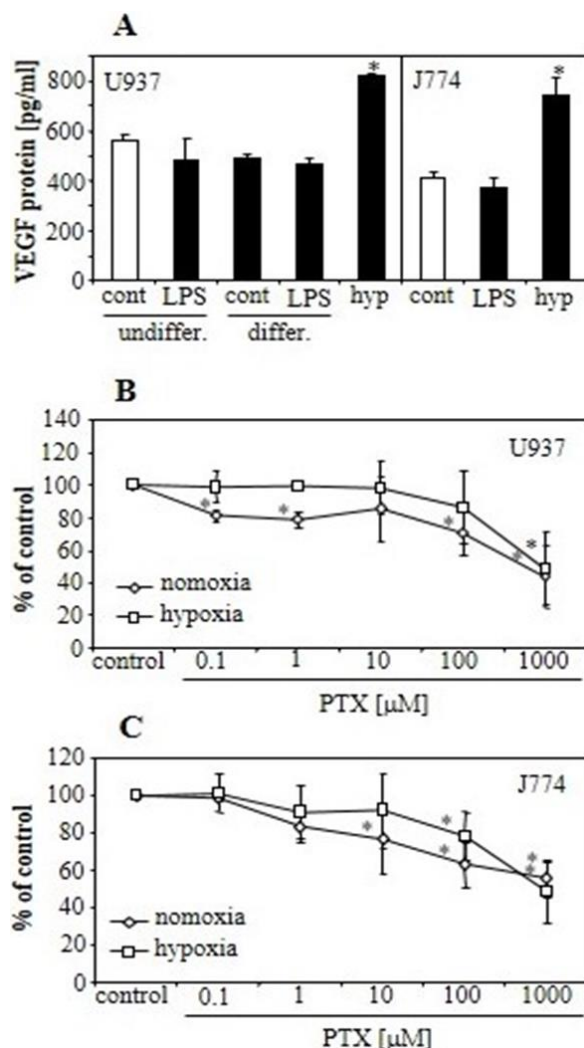 A
VEGF protein [pg/ml]
800
600
400
200
0
U937
J774
*
*
cont LPS cont LPS hyp cont LPS hyp
undiffer. differ.
B
% of control
140
120
100
80
60
40
20
0
U937
*
*
*
*
*
nomoxia
hypoxia
control 0.1 1 10 100 1000
PTX [µM]
C
% of control
120
100
80
60
40
20
0
J774
*
*
*
*
*
nomoxia
hypoxia
control 0.1 1 10 100 1000
PTX [µM]